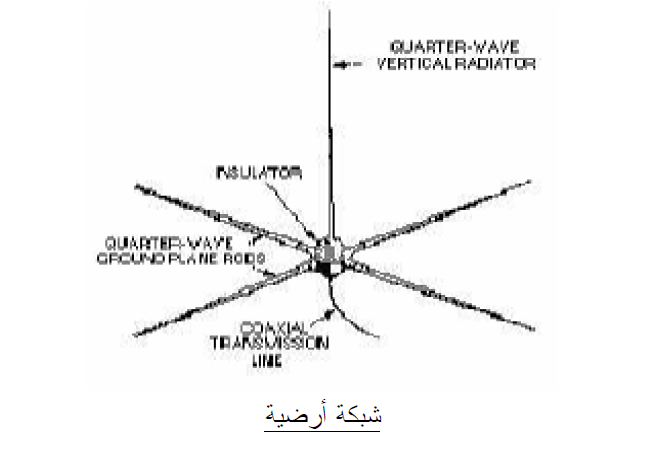 QUARTER-WAVE
VERTICAL RADIATOR
INSULATOR
QUARTER-WAVE
GROUND PLANE RODS
COAXIAL
TRANSMISSION
LINE
شبكة أرضية